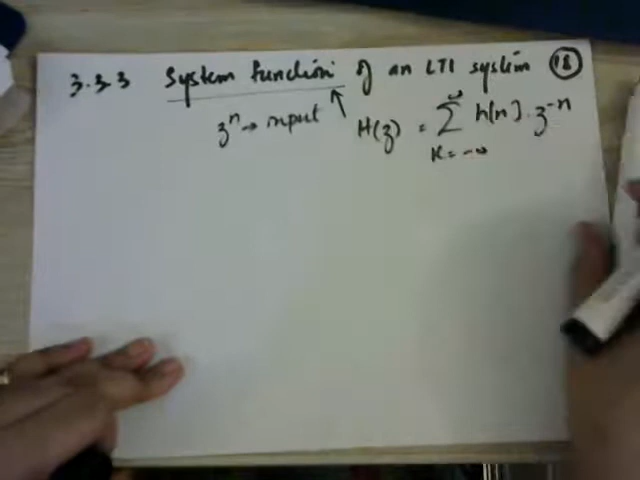 3.3.3 System function of an LTI system 18
z^n → input ↑ H(z) = ∞ Σ K = -∞ h[n] · z^-n